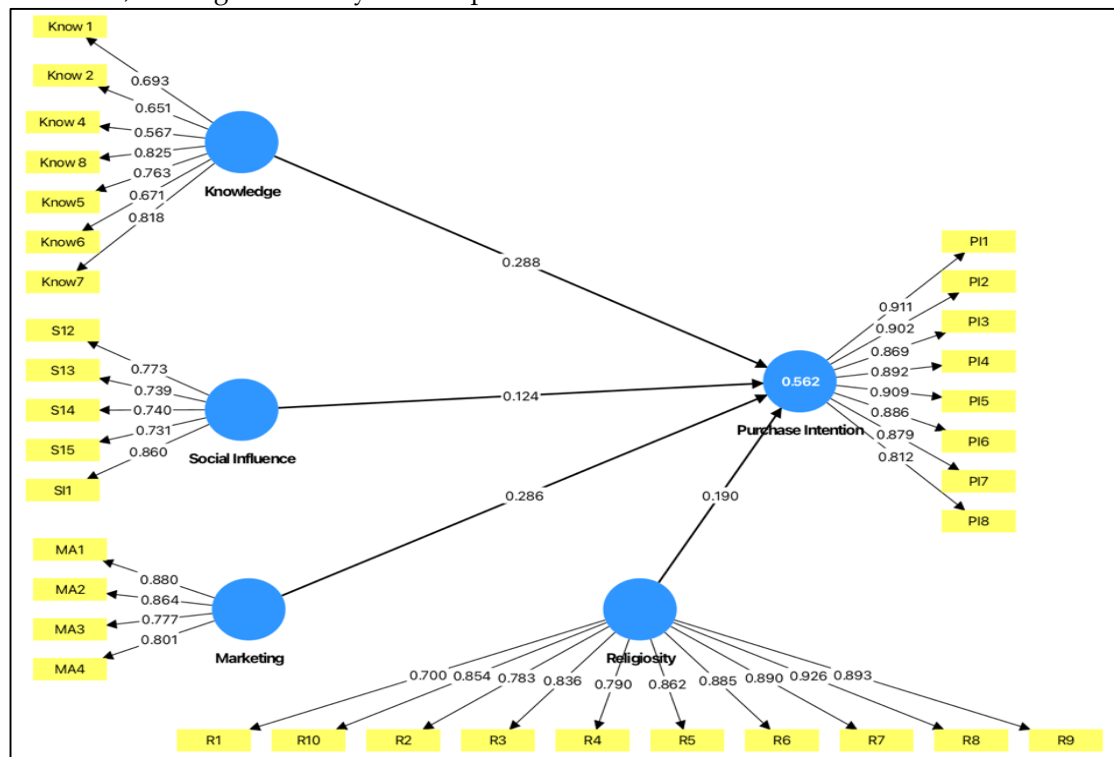 Know 1
Know 2
Know 4
Know 8
Know5
Know6
Know7
0.693
0.651
0.567
0.825
0.763
0.671
0.818
Knowledge
0.288
S12
S13
S14
S15
SI1
0.773
0.739
0.740
0.731
0.860
Social Influence
0.124
MA1
MA2
MA3
MA4
0.880
0.864
0.777
0.801
Marketing
0.286
0.562
Purchase Intention
0.911
0.902
0.869
0.892
0.909
0.886
0.879
0.812
PI1
PI2
PI3
PI4
PI5
PI6
PI7
PI8
0.190
Religiosity
0.700
0.854
0.783
0.836
0.790
0.862
0.885
0.890
0.926
0.893
R1
R10
R2
R3
R4
R5
R6
R7
R8
R9